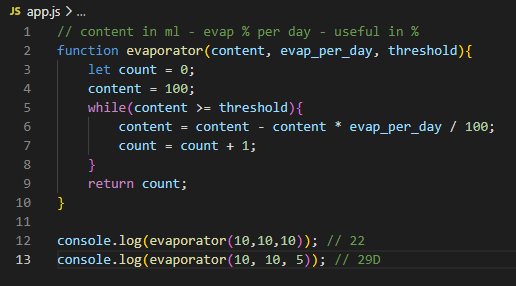 JS app.js > ...
1 // content in ml - evap % per day - useful in %
2 function evaporator(content, evap_per_day, threshold){
3 let count = 0;
4 content = 100;
5 while(content >= threshold){
6 content = content - content * evap_per_day / 100;
7 count = count + 1;
8 }
9 return count;
10 }
11
12 console.log(evaporator(10,10,10)); // 22
13 console.log(evaporator(10, 10, 5)); // 29D